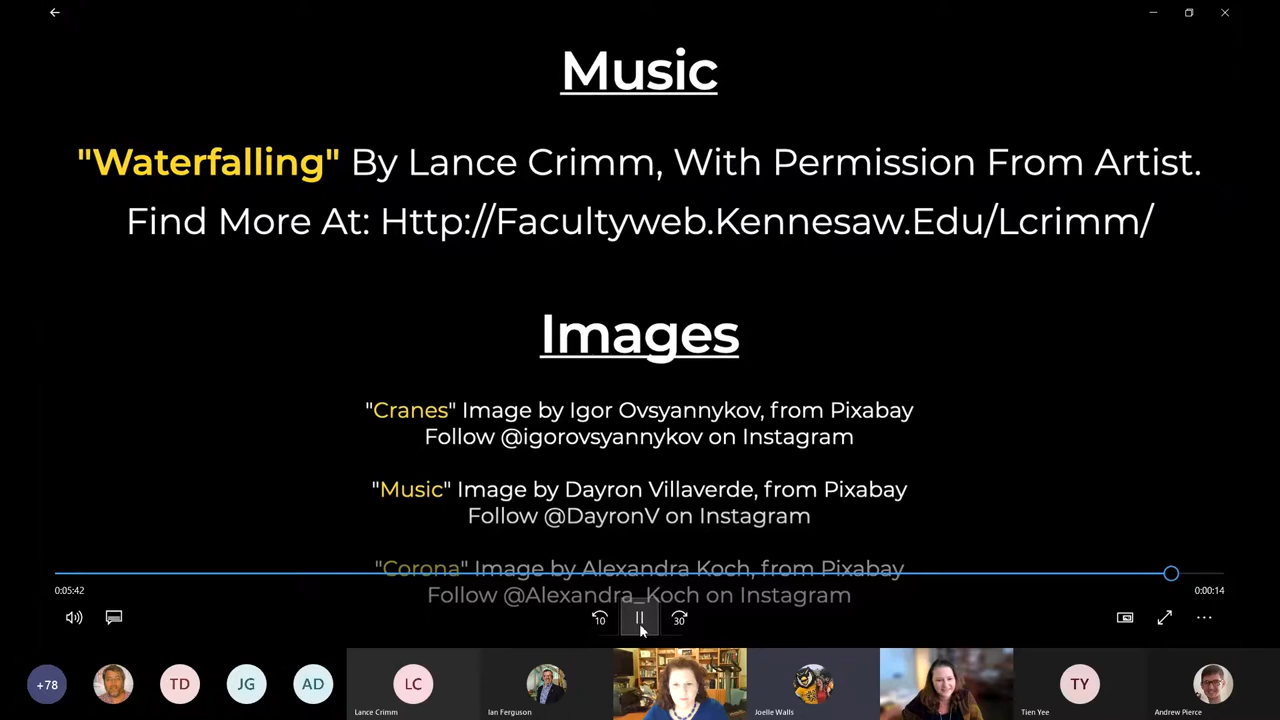 Music
"Waterfalling" By Lance Crimm, With Permission From Artist.
Find More At: Http://Facultyweb.Kennesaw.Edu/Lcrimm/
Images
"Cranes" Image by Igor Ovsyannykov, from Pixabay
Follow @igorovsyannykov on Instagram
"Music" Image by Dayron Villaverde, from Pixabay
Follow @DayronV on Instagram
"Corona" Image by Alexandra Koch, from Pixabay
0:05:42
0:00:14
Follow @Alexandra_Koch on Instagram
10
30
+78
TD
JG
AD
LC
TY
Lance Crimm
Ian Ferguson
Joelle Walls
Tien Yee
Andrew Pierce